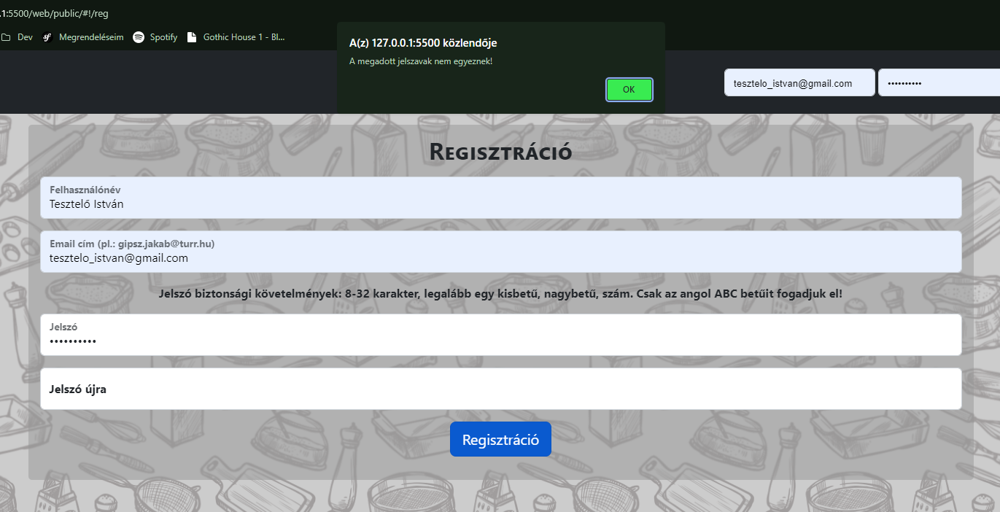 .1:5500/web/public/#!/reg
Dev Megrendeléseim Spotify Gothic House 1 - Bl...
A(z) 127.0.0.1:5500 közlendője
A megadott jelszavak nem egyeznek!
OK
tesztelo_istvan@gmail.com ••••••••••
Regisztráció
Felhasználónév
Tesztelő István
Email cím (pl.: gipsz.jakab@turr.hu)
tesztelo_istvan@gmail.com
Jelszó biztonsági követelmények: 8-32 karakter, legalább egy kisbetű, nagybetű, szám. Csak az angol ABC betűit fogadjuk el!
Jelszó
••••••••••
Jelszó újra
Regisztráció